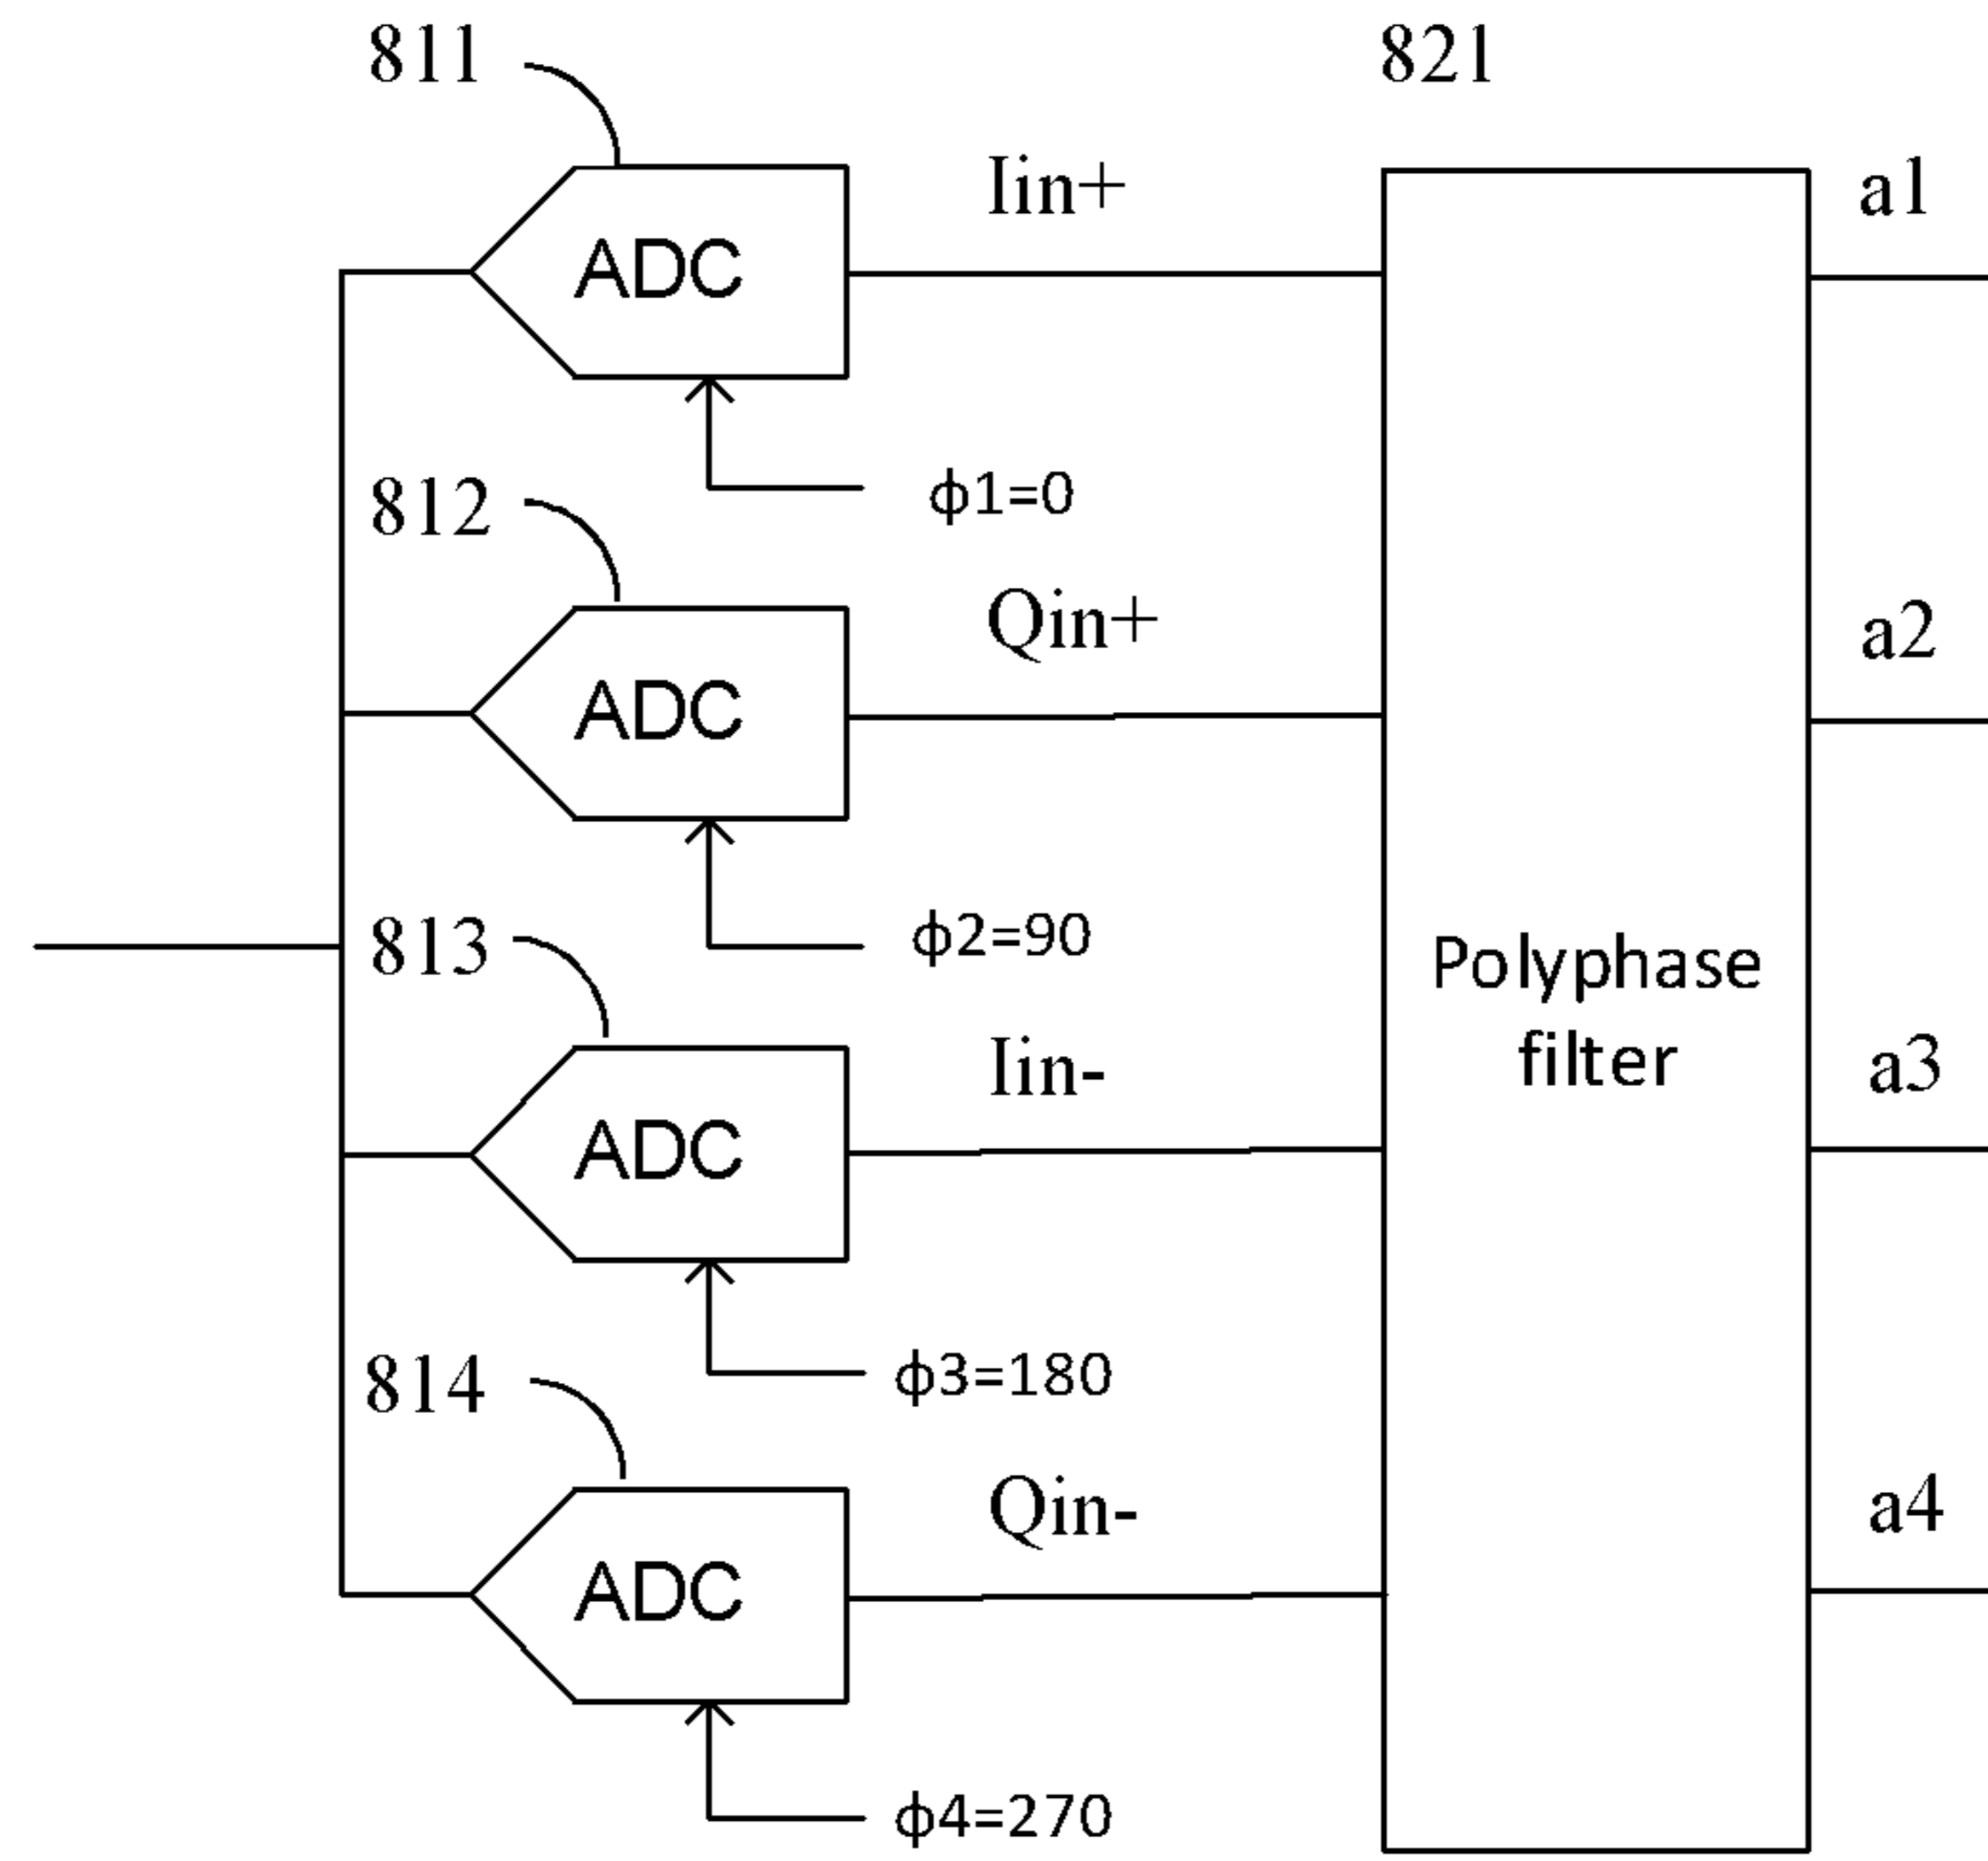 811
821
Iin+
a1
ADC
ϕ1=0
812
Qin+
a2
ADC
ϕ2=90
813
Polyphase
filter
Iin-
a3
ADC
ϕ3=180
814
Qin-
a4
ADC
ϕ4=270